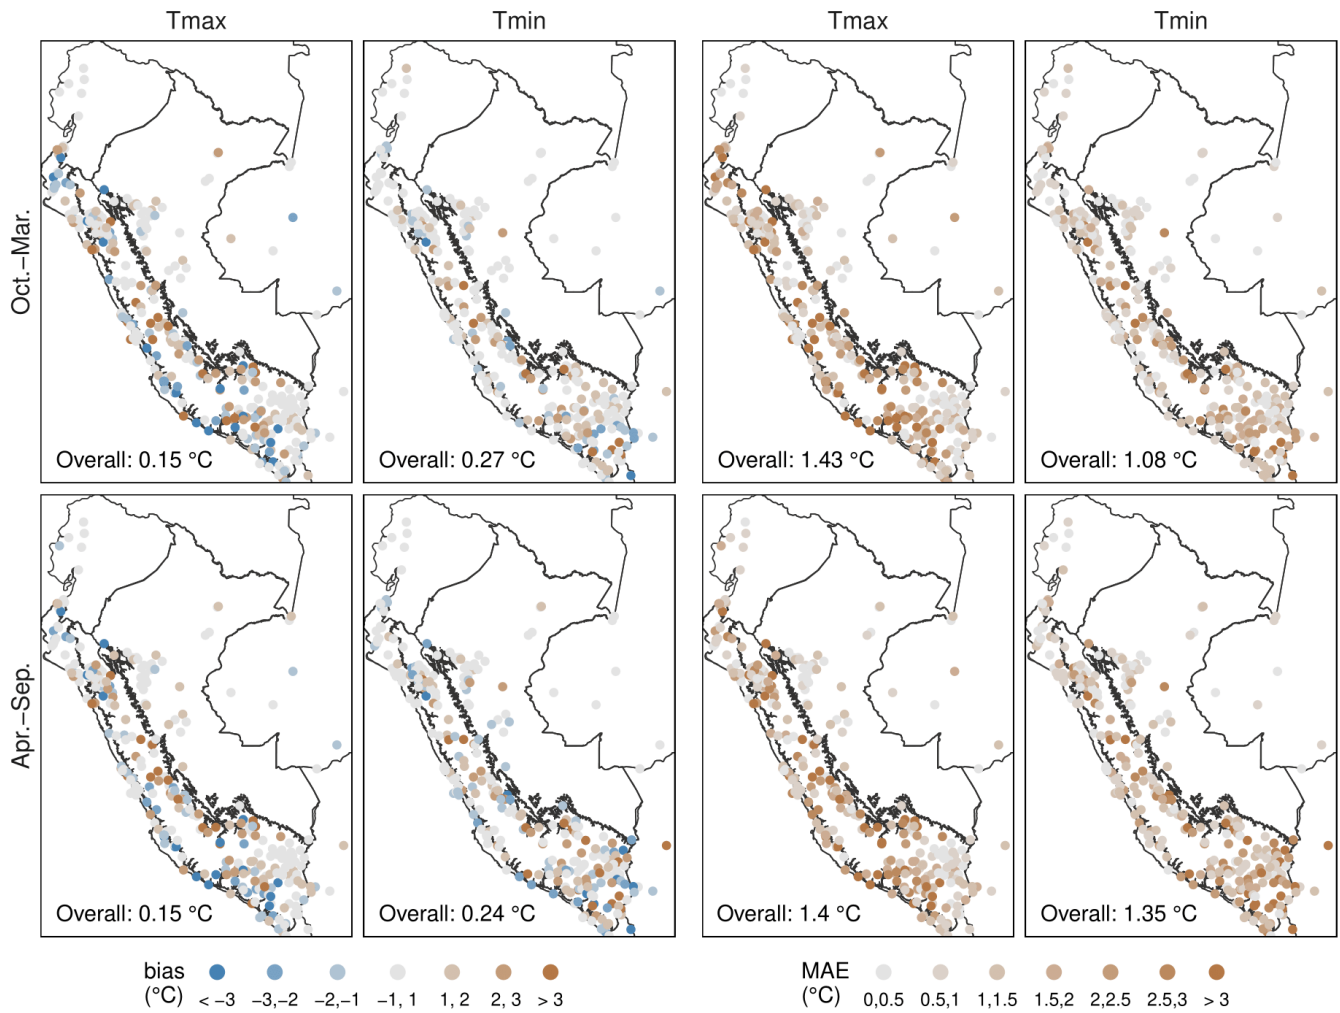 Tmax
Tmin
Tmax
Tmin
Oct.−Mar.
Overall: 0.15 °C
Overall: 0.27 °C
Overall: 1.43 °C
Overall: 1.08 °C
Apr.−Sep.
Overall: 0.15 °C
Overall: 0.24 °C
Overall: 1.4 °C
Overall: 1.35 °C
bias
(°C)
< −3
−3,−2
−2,−1
−1, 1
1, 2
2, 3
> 3
MAE
(°C)
0,0.5
0.5,1
1,1.5
1.5,2
2,2.5
2.5,3
> 3